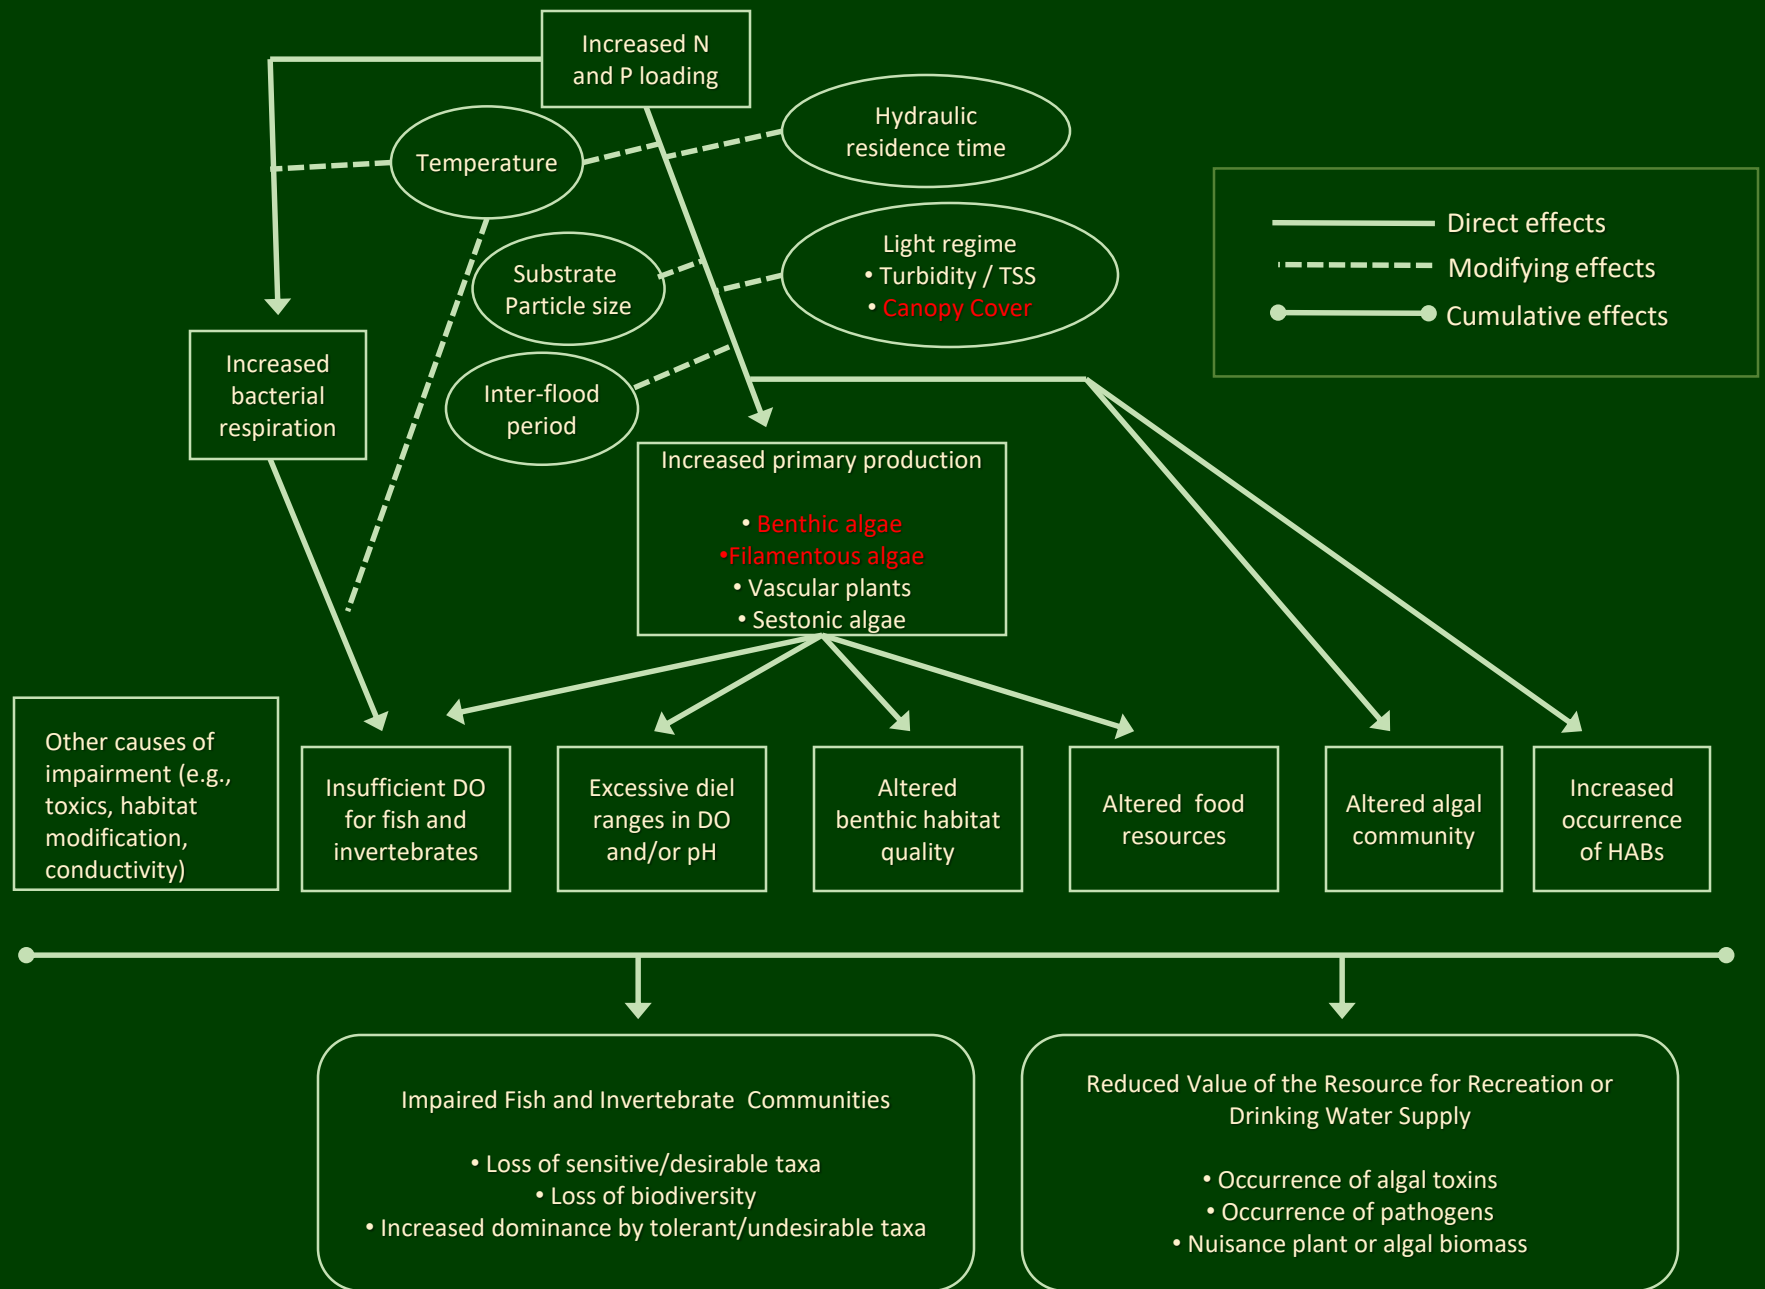 Increased N
and P loading
Temperature
Hydraulic
residence time
Substrate
Particle size
Light regime
• Turbidity / TSS
• Canopy Cover
Direct effects
Modifying effects
Cumulative effects
Increased
bacterial
respiration
Inter-flood
period
Increased primary production
• Benthic algae
•Filamentous algae
• Vascular plants
• Sestonic algae
Other causes of
impairment (e.g.,
toxics, habitat
modification,
conductivity)
Insufficient DO
for fish and
invertebrates
Excessive diel
ranges in DO
and/or pH
Altered
benthic habitat
quality
Altered food
resources
Altered algal
community
Increased
occurrence
of HABs
Impaired Fish and Invertebrate Communities
• Loss of sensitive/desirable taxa
• Loss of biodiversity
• Increased dominance by tolerant/undesirable taxa
Reduced Value of the Resource for Recreation or
Drinking Water Supply
• Occurrence of algal toxins
• Occurrence of pathogens
• Nuisance plant or algal biomass